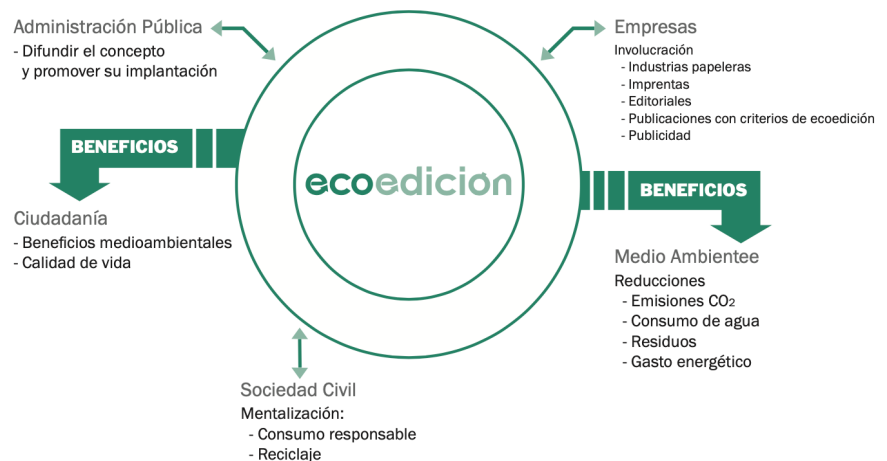 Administración Pública
- Difundir el concepto
y promover su implantación
Empresas
Involucración
- Industrias papeleras
- Imprentas
- Editoriales
- Publicaciones con criterios de ecoedición
- Publicidad
BENEFICIOS
Ciudadanía
- Beneficios medioambientales
- Calidad de vida
ecoedición
BENEFICIOS
Medio Ambientee
Reducciones
- Emisiones CO₂
- Consumo de agua
- Residuos
- Gasto energético
Sociedad Civil
Mentalización:
- Consumo responsable
- Reciclaje